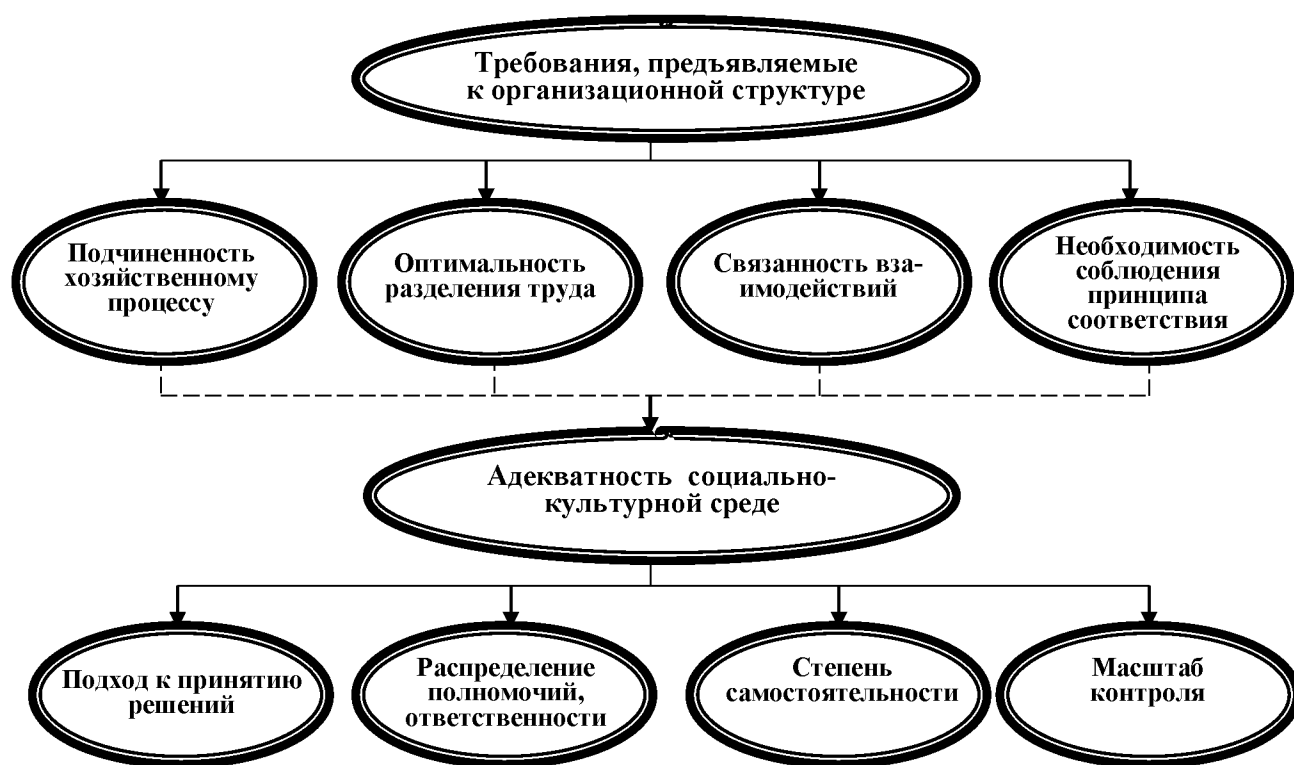 Требования, предъявляемые
к организационной структуре
Подчиненность
хозяйственному
процессу
Оптимальность
разделения труда
Связанность вза-
имодействий
Необходимость
соблюдения
принципа
соответствия
Адекватность социально-
культурной среде
Подход к принятию
решений
Распределение
полномочий,
ответственности
Степень
самостоятельности
Масштаб
контроля